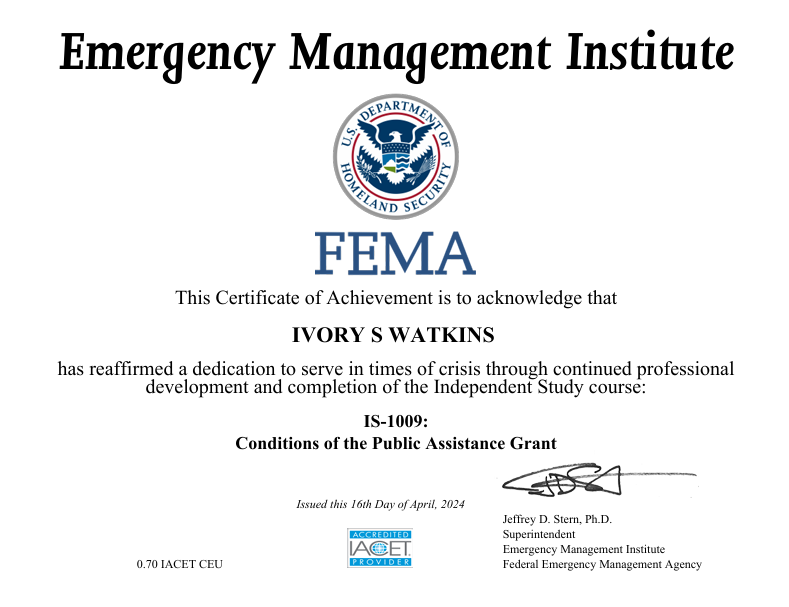 Emergency Management Institute
U.S. DEPARTMENT OF
HOMELAND SECURITY
FEMA
This Certificate of Achievement is to acknowledge that
IVORY S WATKINS
has reaffirmed a dedication to serve in times of crisis through continued professional
development and completion of the Independent Study course:
IS-1009:
Conditions of the Public Assistance Grant
Issued this 16th Day of April, 2024
Jeffrey D. Stern, Ph.D.
Superintendent
Emergency Management Institute
Federal Emergency Management Agency
ACCREDITED
IACET
PROVIDER
0.70 IACET CEU